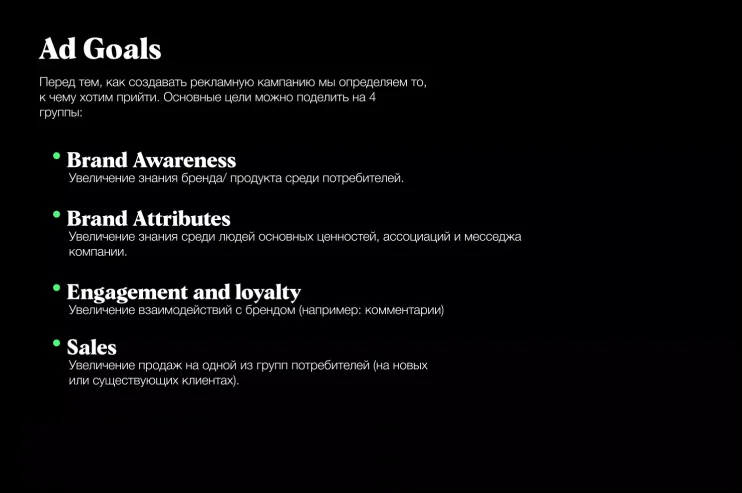 Ad Goals
Перед тем, как создавать рекламную кампанию мы определяем то,
к чему хотим прийти. Основные цели можно поделить на 4
группы:
Brand Awareness
Увеличение знания бренда/ продукта среди потребителей.
Brand Attributes
Увеличение знания среди людей основных ценностей, ассоциаций и месседжа
компании.
Engagement and loyalty
Увеличение взаимодействий с брендом (например: комментарии)
Sales
Увеличение продаж на одной из групп потребителей (на новых
или существующих клиентах).